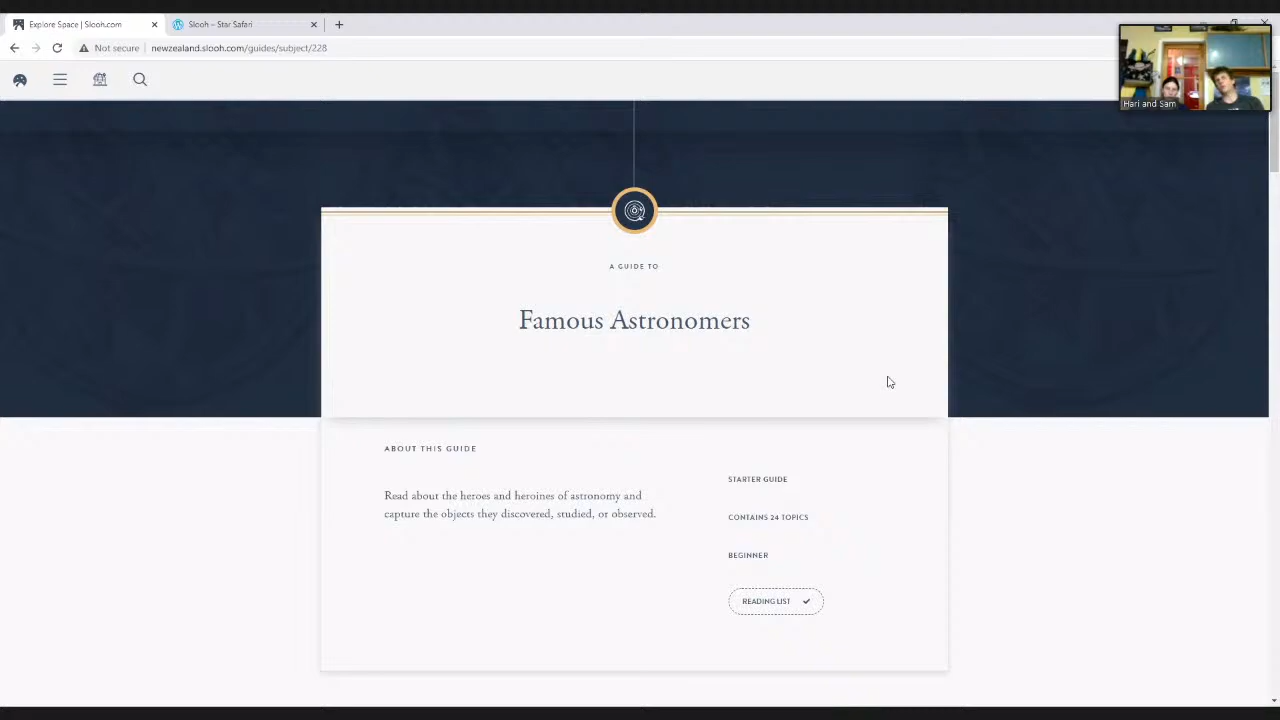 Explore Space | Slooh.com
Slooh – Star Safari
Not secure
newzealand.slooh.com/guides/subject/228
Hari and Sam
A GUIDE TO
Famous Astronomers
ABOUT THIS GUIDE
Read about the heroes and heroines of astronomy and
capture the objects they discovered, studied, or observed.
STARTER GUIDE
CONTAINS 24 TOPICS
BEGINNER
READING LIST